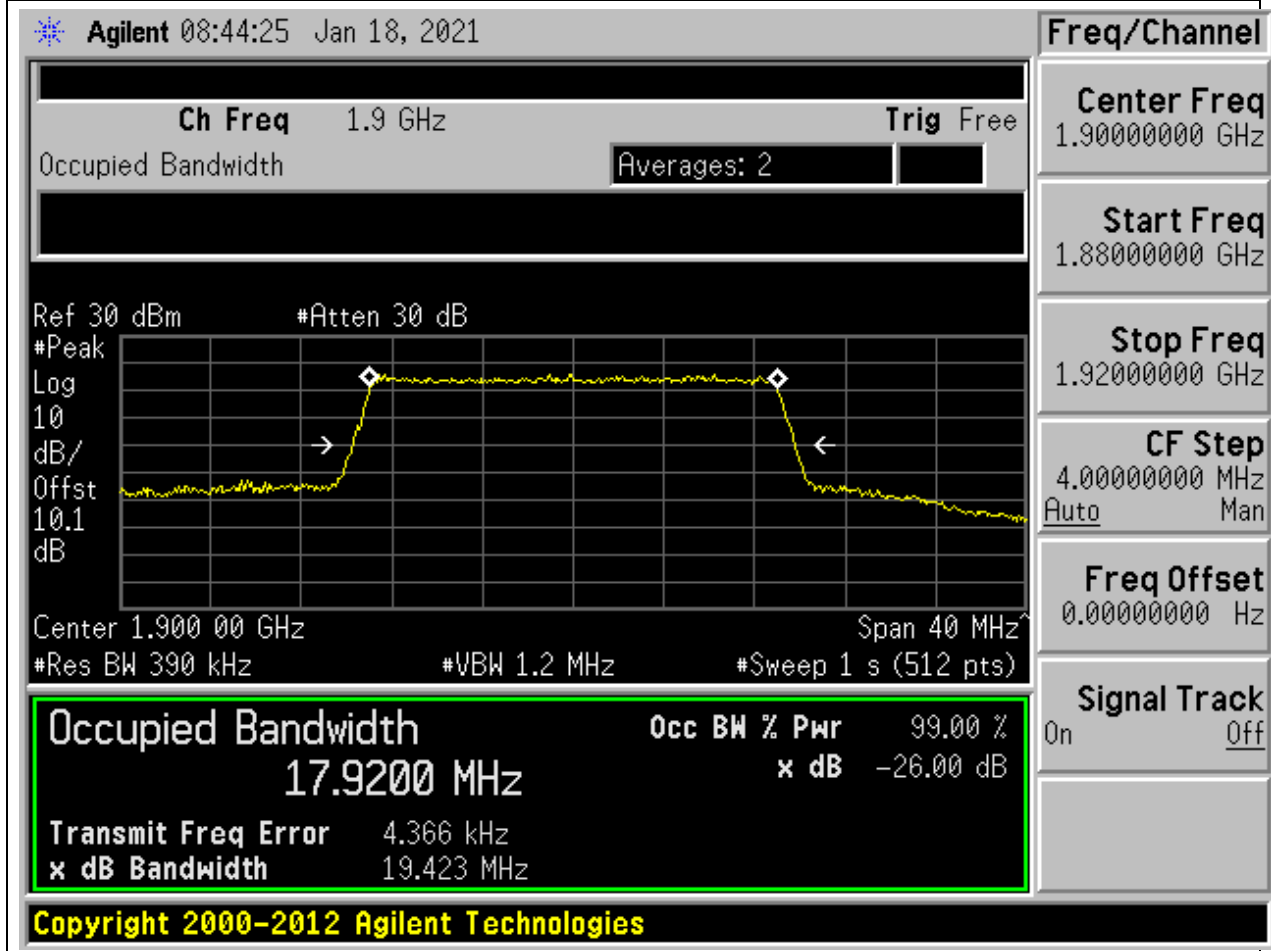 Agilent 08:44:25 Jan 18, 2021
Freq/Channel
Ch Freq 1.9 GHz Trig Free
Occupied Bandwidth Averages: 2
Center Freq
1.90000000 GHz
Start Freq
1.88000000 GHz
Stop Freq
1.92000000 GHz
CF Step
4.00000000 MHz
Auto Man
Freq Offset
0.00000000 Hz
Signal Track
On Off
Ref 30 dBm #Atten 30 dB
#Peak
Log
10
dB/
Offst
10.1
dB
Center 1.900 00 GHz Span 40 MHz^
#Res BW 390 kHz #VBW 1.2 MHz #Sweep 1 s (512 pts)
Occupied Bandwidth Occ BW % Pwr 99.00 %
17.9200 MHz x dB -26.00 dB
Transmit Freq Error 4.366 kHz
x dB Bandwidth 19.423 MHz
Copyright 2000-2012 Agilent Technologies